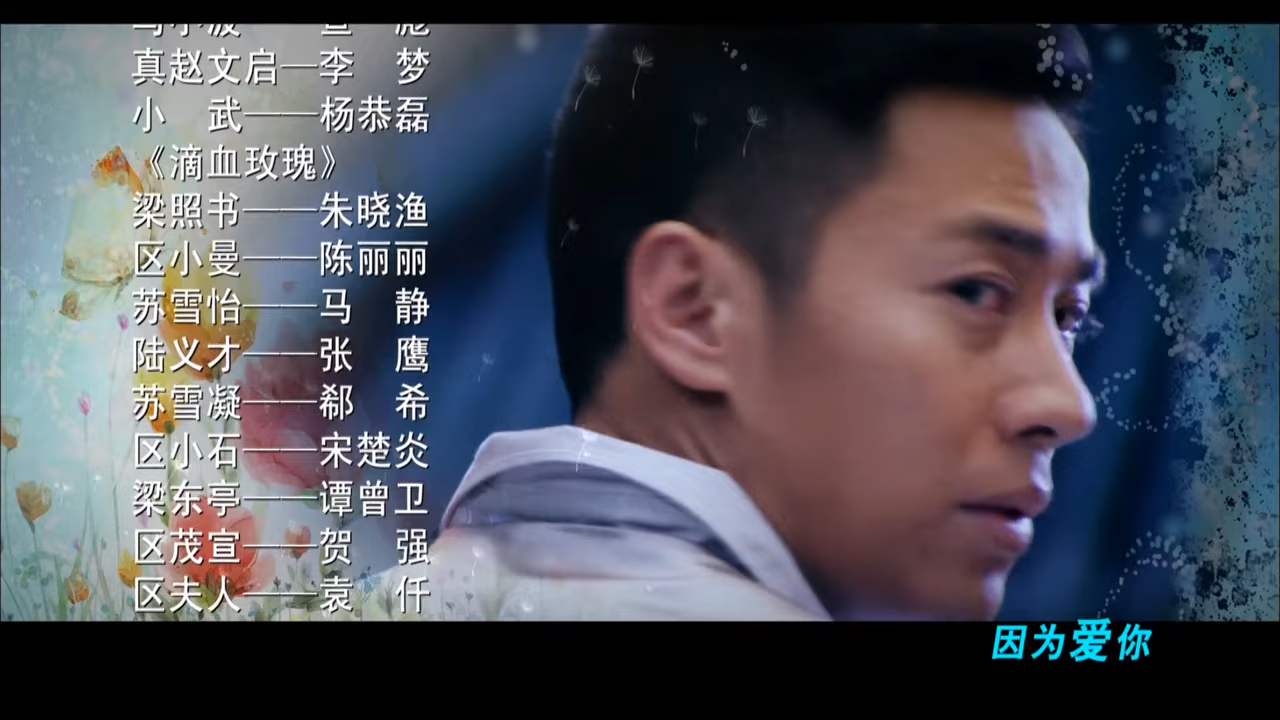 真赵文启——李 梦
小 武——杨恭磊
《滴血玫瑰》
梁照书——朱晓渔
区小曼——陈丽丽
苏雪怡——马 静
陆义才——张 鹰
苏雪凝——郗 希
区小石——宋楚炎
梁东亭——谭曾卫
区茂宣——贺 强
区夫人——袁 仟
因为爱你